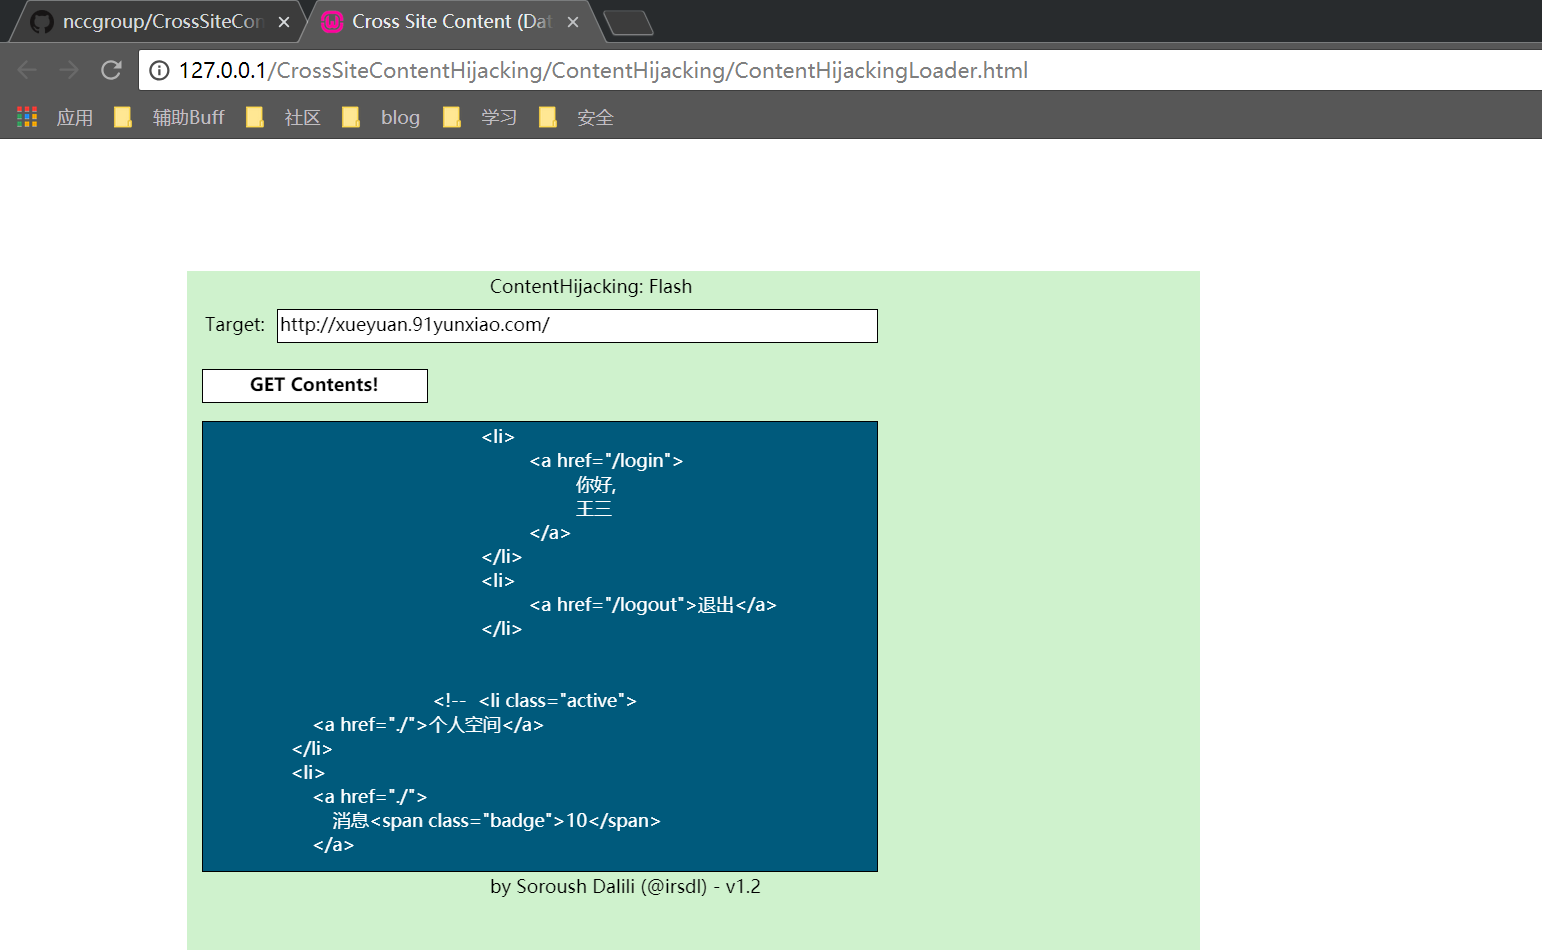 nccgroup/CrossSiteCon
Cross Site Content (Dat
127.0.0.1/CrossSiteContentHijacking/ContentHijacking/ContentHijackingLoader.html
应用 辅助Buff 社区 blog 学习 安全
ContentHijacking: Flash
Target: http://xueyuan.91yunxiao.com/
GET Contents!
<li>
<a href="/login">
你好,
王三
</a>
</li>
<li>
<a href="/logout">退出</a>
</li>
<!-- <li class="active">
<a href="./">个人空间</a>
</li>
<li>
<a href="./">
消息<span class="badge">10</span>
</a>
by Soroush Dalili (@irsdl) - v1.2